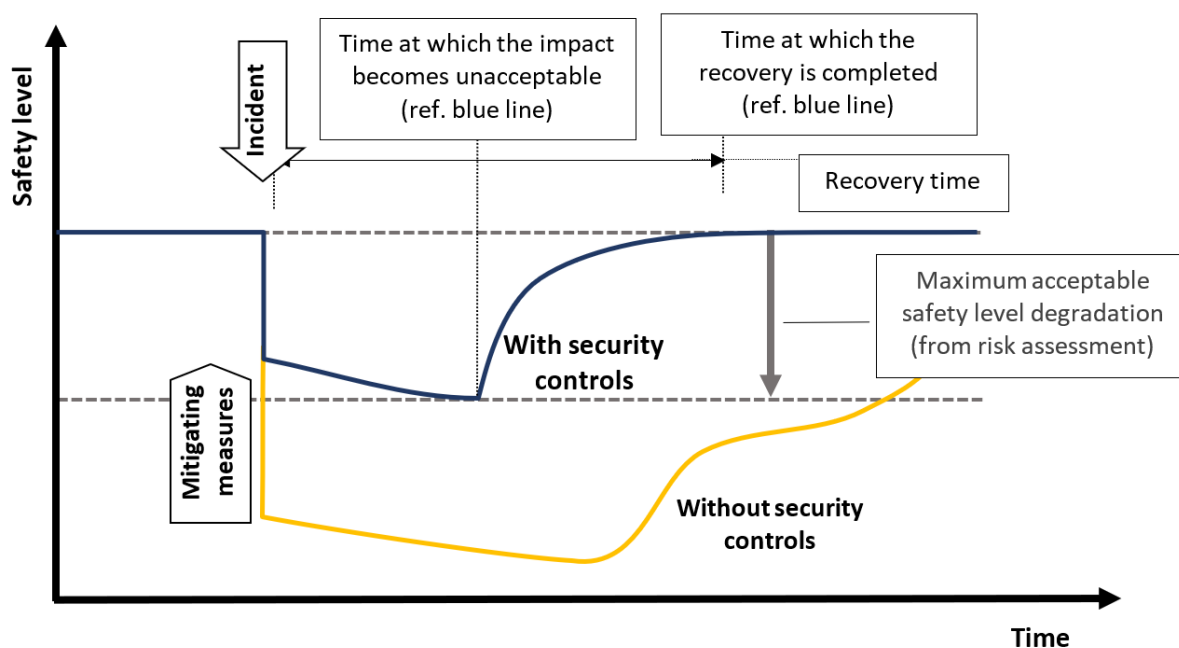 Safety level
Incident
Time at which the impact
becomes unacceptable
(ref. blue line)
Time at which the
recovery is completed
(ref. blue line)
Recovery time
Maximum acceptable
safety level degradation
(from risk assessment)
With security
controls
Mitigating
measures
Without security
controls
Time